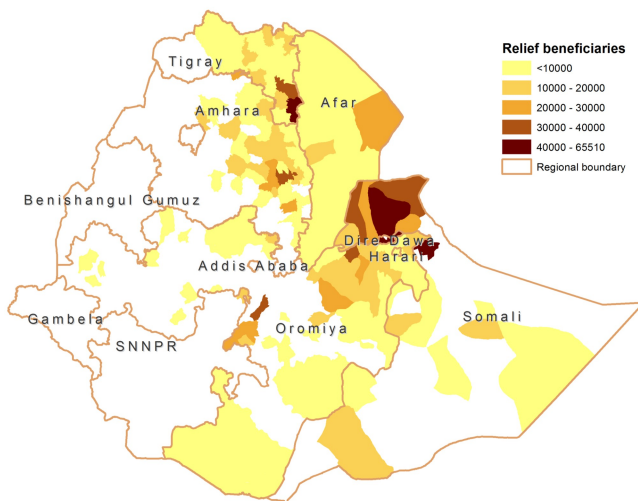 Relief beneficiaries
<10000
10000 - 20000
20000 - 30000
30000 - 40000
40000 - 65510
Regional boundary
Tigray
Afar
Amhara
Benishangul Gumuz
Dire Dawa
Harari
Addis Ababa
Gambela
Oromiya
Somali
SNNPR